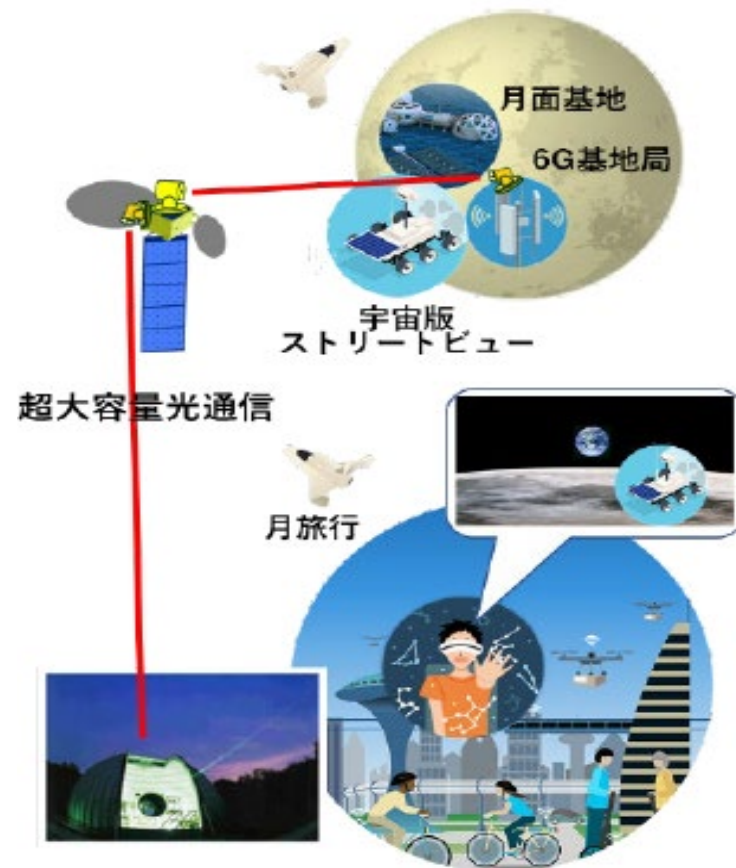 月面基地
6G基地局
宇宙版
ストリートビュー
超大容量光通信
月旅行